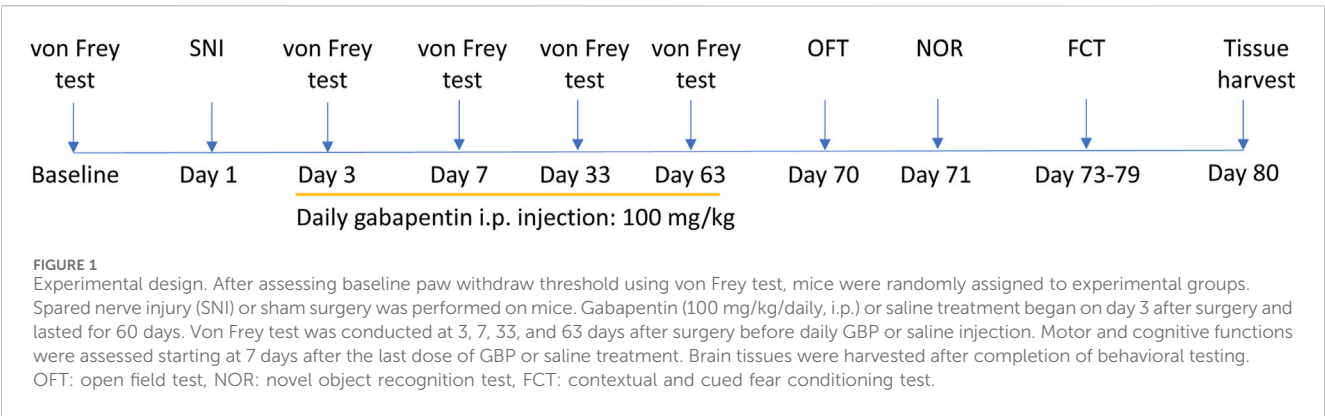 von Frey test SNI von Frey test von Frey test von Frey test von Frey test OFT NOR FCT Tissue harvest
Baseline Day 1 Day 3 Day 7 Day 33 Day 63 Day 70 Day 71 Day 73-79 Day 80
Daily gabapentin i.p. injection: 100 mg/kg
FIGURE 1
Experimental design. After assessing baseline paw withdraw threshold using von Frey test, mice were randomly assigned to experimental groups.
Spared nerve injury (SNI) or sham surgery was performed on mice. Gabapentin (100 mg/kg/daily, i.p.) or saline treatment began on day 3 after surgery and
lasted for 60 days. Von Frey test was conducted at 3, 7, 33, and 63 days after surgery before daily GBP or saline injection. Motor and cognitive functions
were assessed starting at 7 days after the last dose of GBP or saline treatment. Brain tissues were harvested after completion of behavioral testing.
OFT: open field test, NOR: novel object recognition test, FCT: contextual and cued fear conditioning test.